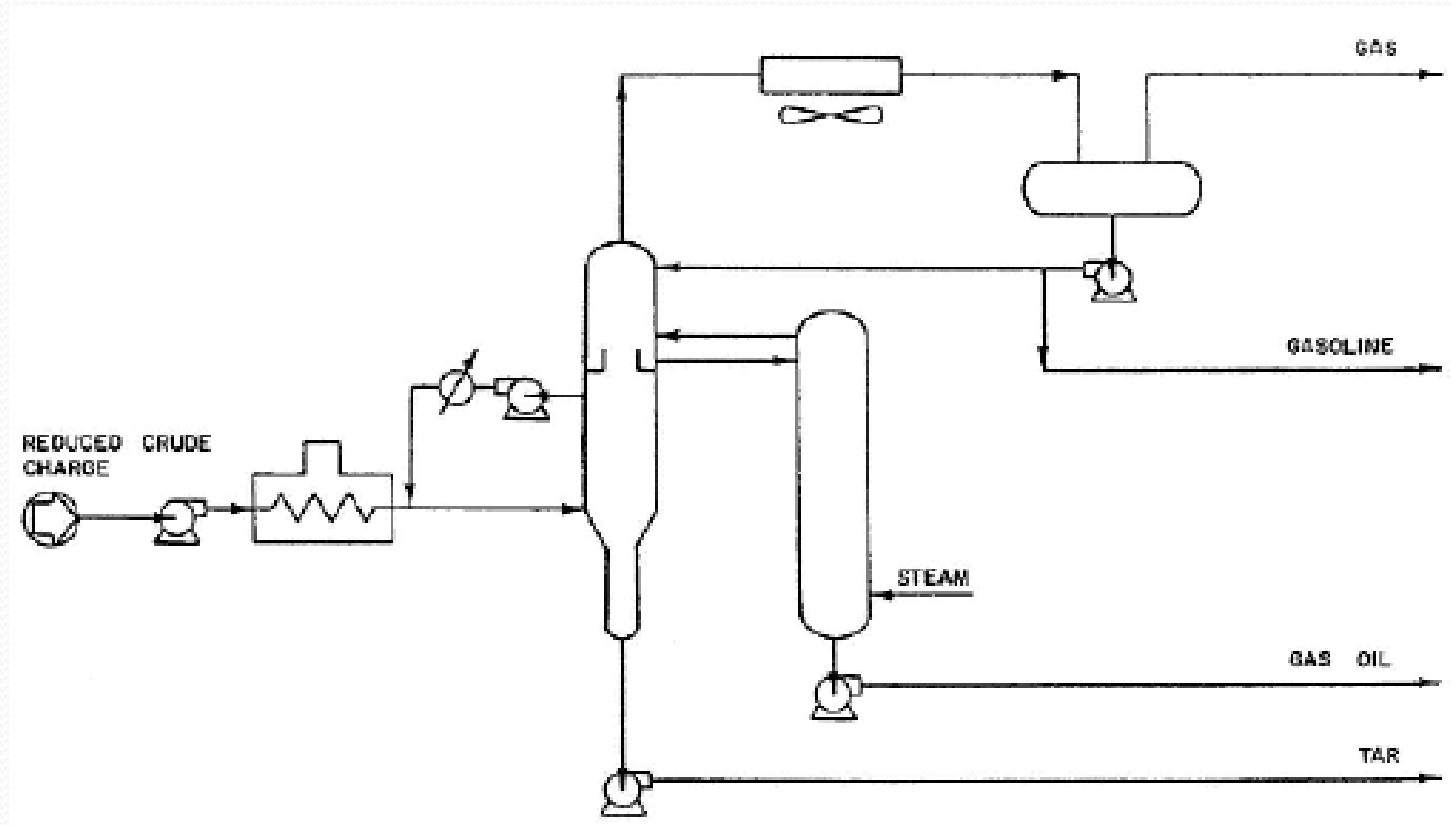 GAS
GASOLINE
REDUCED CRUDE
CHARGE
STEAM
GAS OIL
TAR